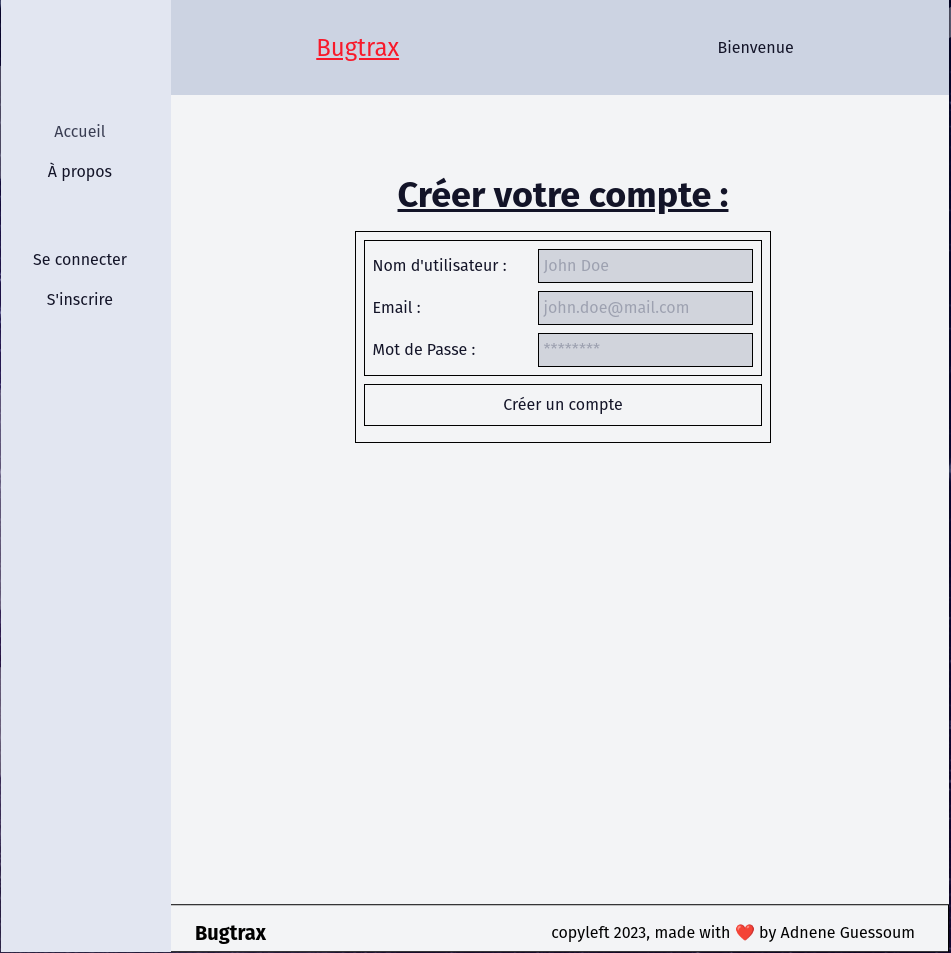 Bugtrax
Bienvenue
Accueil
À propos
Se connecter
S'inscrire
Créer votre compte :
Nom d'utilisateur :
John Doe
Email :
john.doe@mail.com
Mot de Passe :
********
Créer un compte
Bugtrax
copyleft 2023, made with ❤️ by Adnene Guessoum